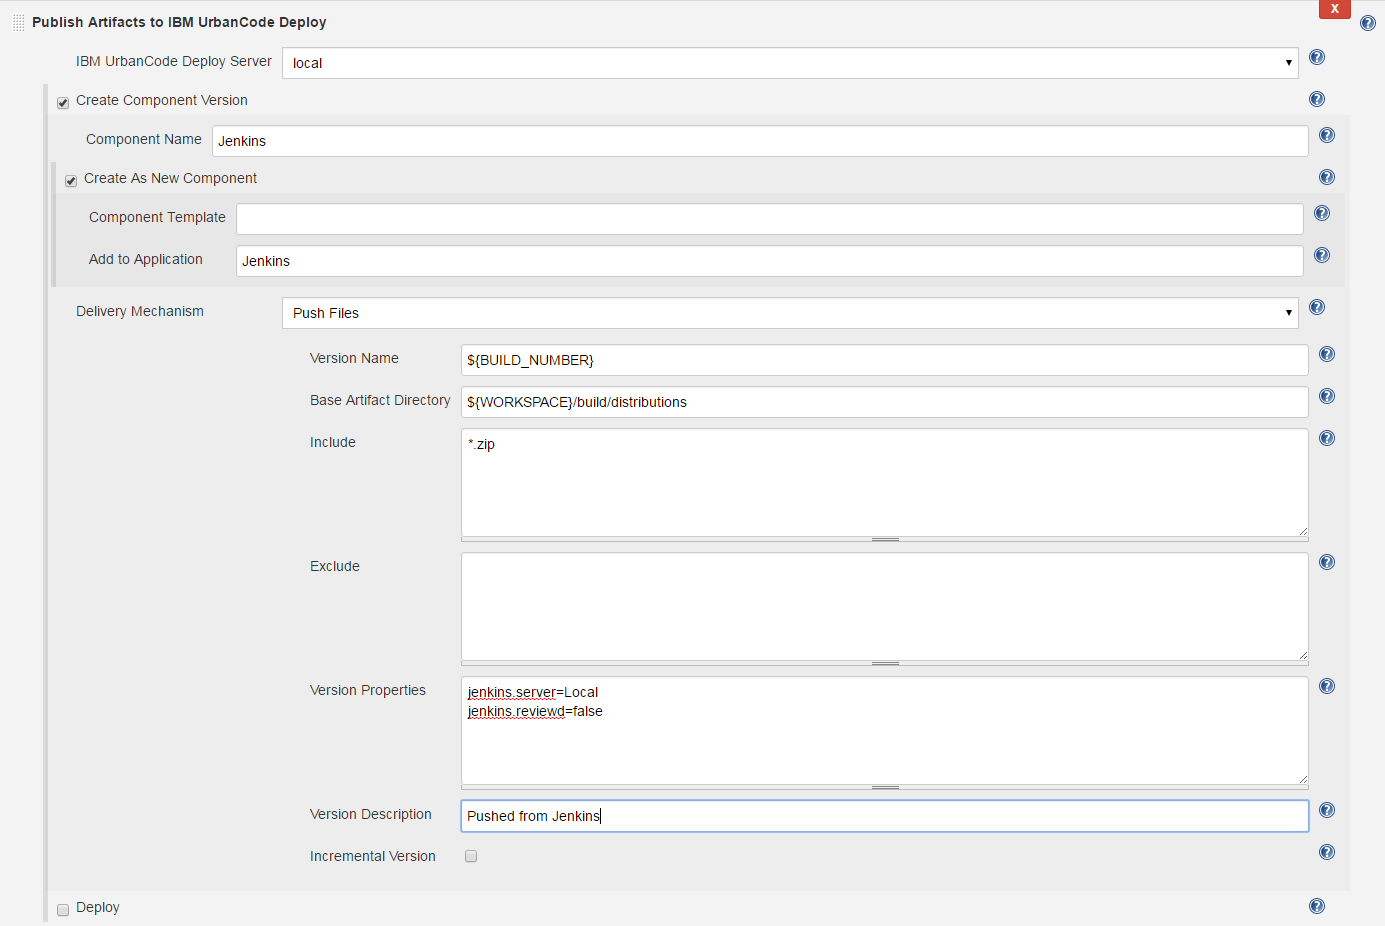 Publish Artifacts to IBM UrbanCode Deploy
X
IBM UrbanCode Deploy Server
local
Create Component Version
Component Name
Jenkins
Create As New Component
Component Template
Add to Application
Jenkins
Delivery Mechanism
Push Files
Version Name
${BUILD_NUMBER}
Base Artifact Directory
${WORKSPACE}/build/distributions
Include
*.zip
Exclude
Version Properties
jenkins.server=Local
jenkins.reviewd=false
Version Description
Pushed from Jenkins
Incremental Version
Deploy